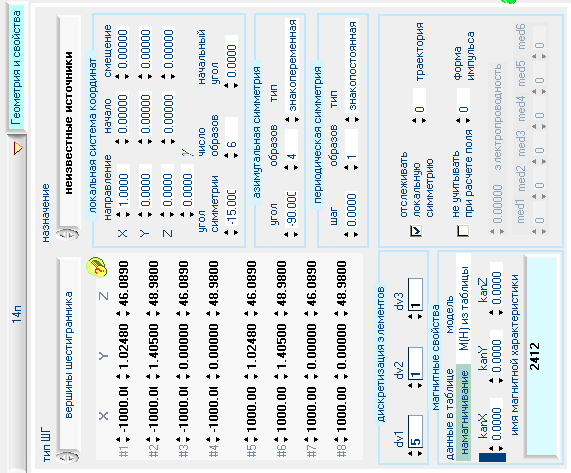 14п
Геометрия и свойства
тип ШГ
вершины шестигранника
X Y Z
#1 -1000.0 1.02480 46.0890
#2 -1000.0 1.40500 48.9800
#3 -1000.0 0.00000 46.0890
#4 -1000.0 0.00000 48.9800
#5 1000.00 1.02480 46.0890
#6 1000.00 1.40500 48.9800
#7 1000.00 0.00000 46.0890
#8 1000.00 0.00000 48.9800
дискретизация элементов
dv1 dv2 dv3
5 1 1
магнитные свойства
данные в таблице модель
намагничивание М(Н) из таблицы
kanX kanY kanZ
0.0000 0.0000 0.0000
имя магнитной характеристики
2412
назначение
неизвестные источники
локальная система координат
направление начало смещение
X 1.0000 0.00000 0.00000
Y 0.0000 0.00000 0.00000
Z 0.0000 0.00000 0.00000
0.0000 γ
угол симметрии число образов начальный угол
-15.000 6 0.0000
азимутальная симметрия
угол образов тип
-90.000 4 знакопеременная
периодическая симметрия
шаг образов тип
0.0000 1 знакопостоянная
отслеживать
локальную
симметрию
0 траектория
не учитывать
при расчете поля
0 форма
импульса
0.00000 электропроводность
med1 med2 med3 med4 med5 med6
0 0 0 0 0 0